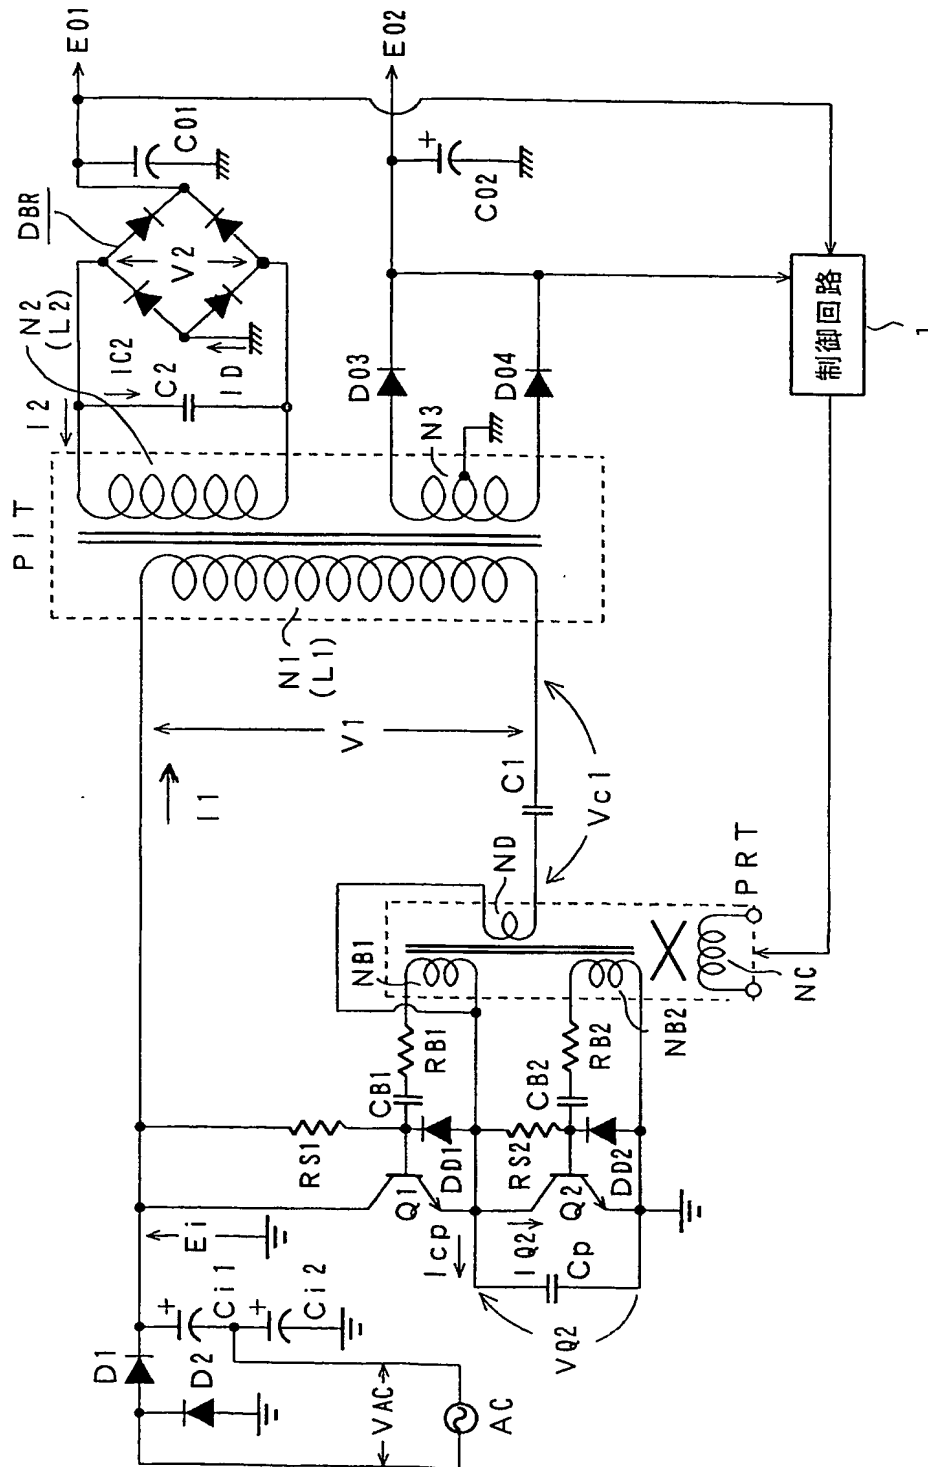 E01
E02
C01
+
C02
DBR
V2
N2
(L2)
IC2
C2
ID
I2
D03
D04
N3
制御回路
1
PIT
N1
(L1)
V1
I1
C1
Vc1
ND
PRT
NB1
NC
NB2
RB1
CB1
RB2
CB2
RS1
DD1
RS2
DD2
Q1
Q2
IQ2
Icp
Cp
VQ2
Ei
+
Ci1
+
Ci2
D1
D2
VAC
AC